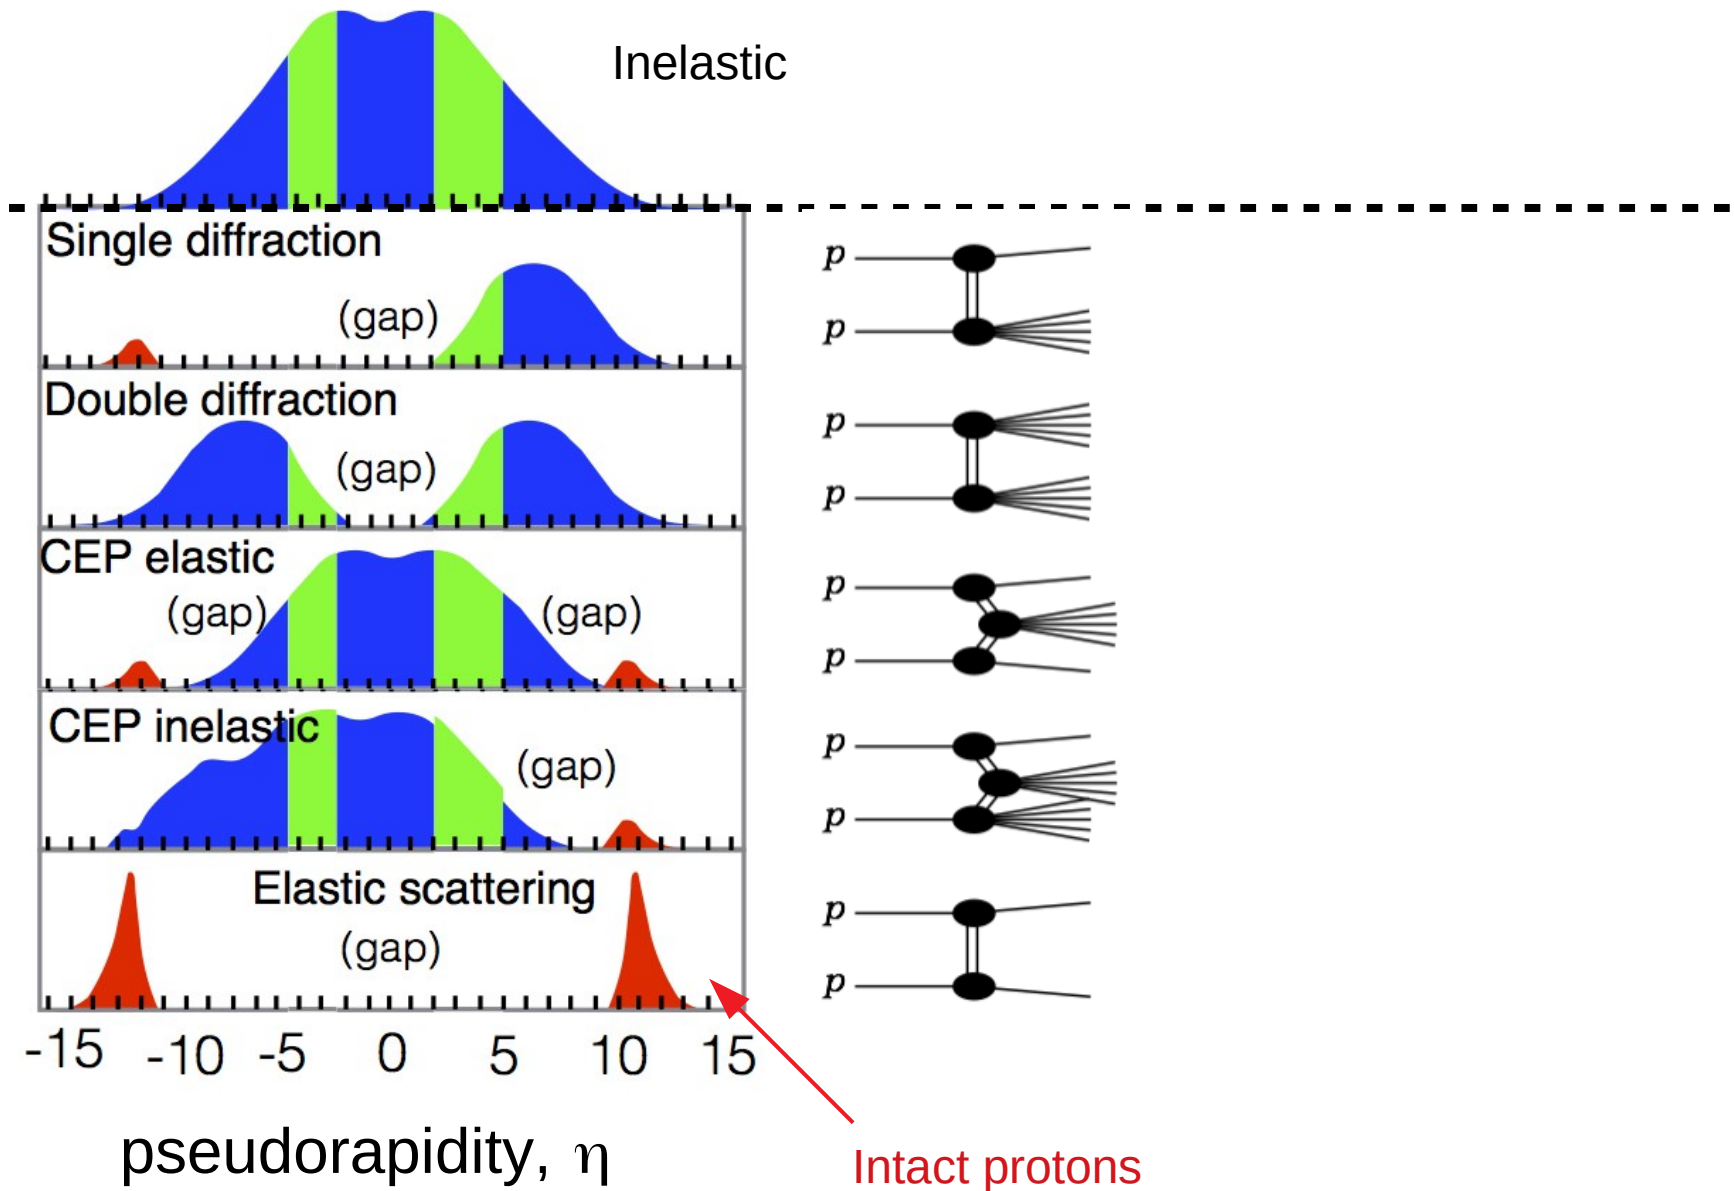 Inelastic
Single diffraction
(gap)
p
p
Double diffraction
(gap)
p
p
CEP elastic
(gap)
(gap)
p
p
CEP inelastic
(gap)
p
p
Elastic scattering
(gap)
p
p
-15 -10 -5 0 5 10 15
pseudorapidity, η
Intact protons